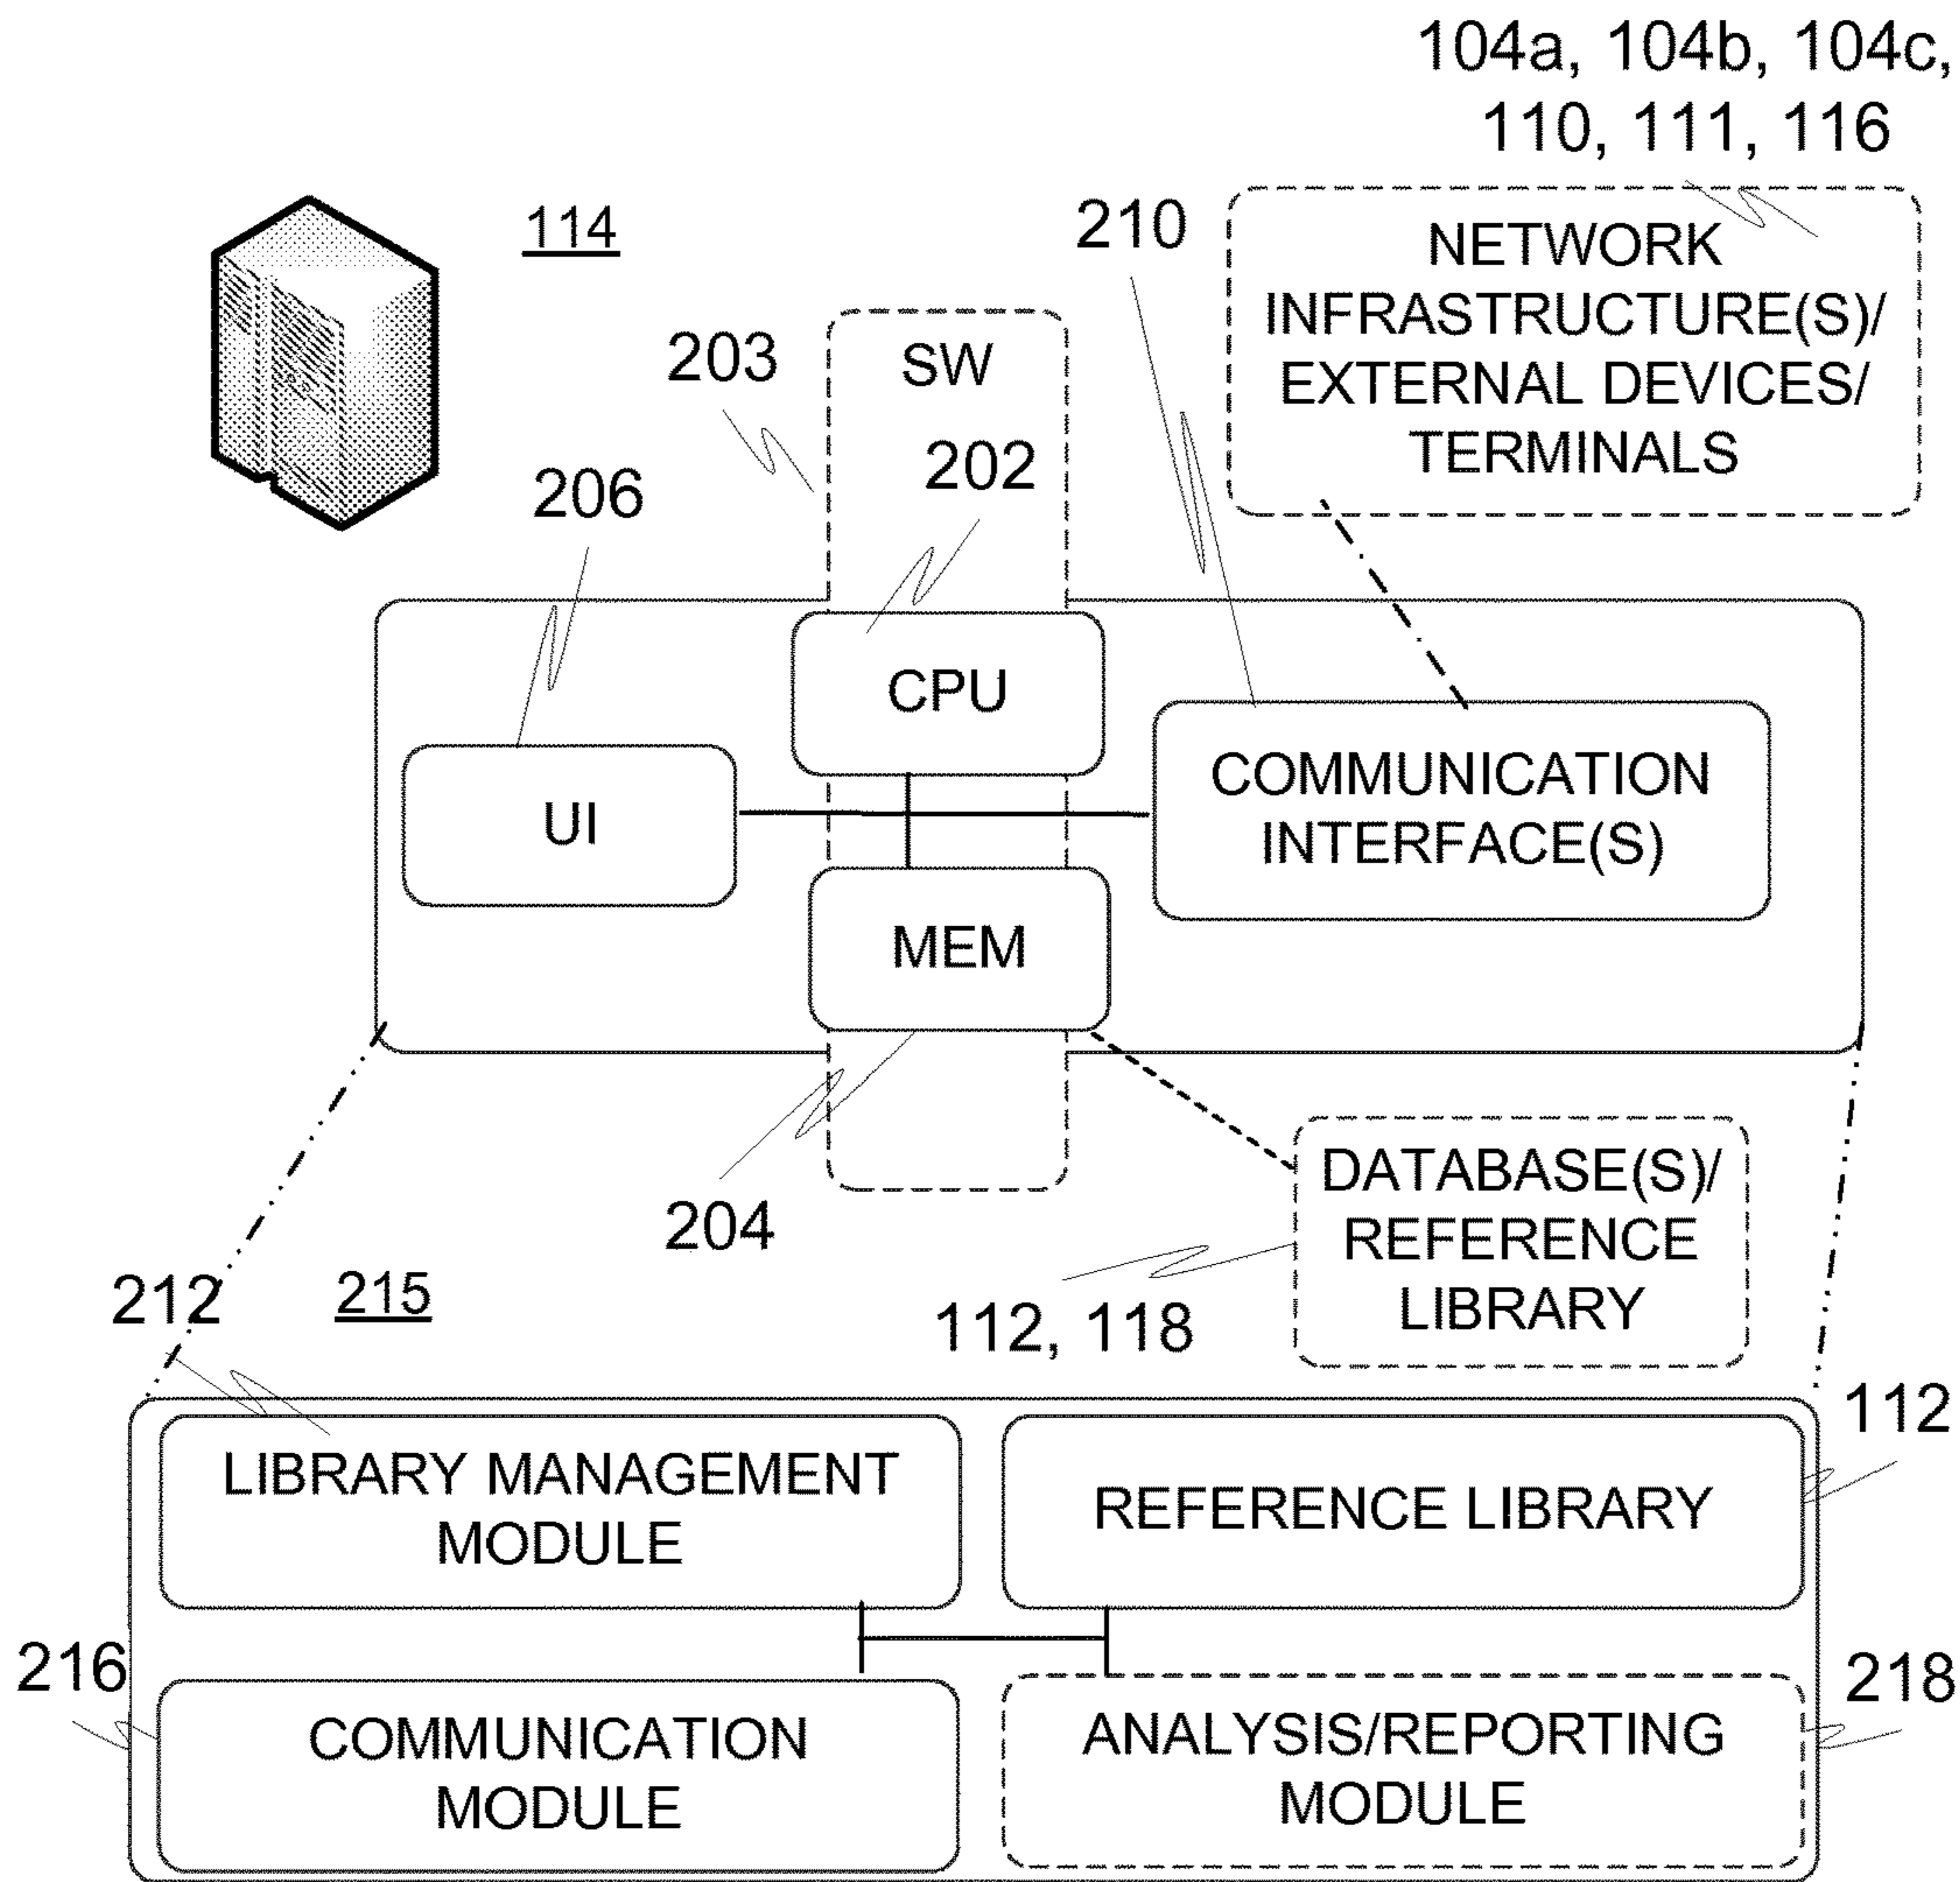 104a, 104b, 104c,
110, 111, 116
114
210
NETWORK
INFRASTRUCTURE(S)/
EXTERNAL DEVICES/
TERMINALS
203
SW
202
206
CPU
COMMUNICATION
INTERFACE(S)
UI
MEM
204
DATABASE(S)/
REFERENCE
LIBRARY
112, 118
212
215
112
LIBRARY MANAGEMENT
MODULE
REFERENCE LIBRARY
216
218
COMMUNICATION
MODULE
ANALYSIS/REPORTING
MODULE